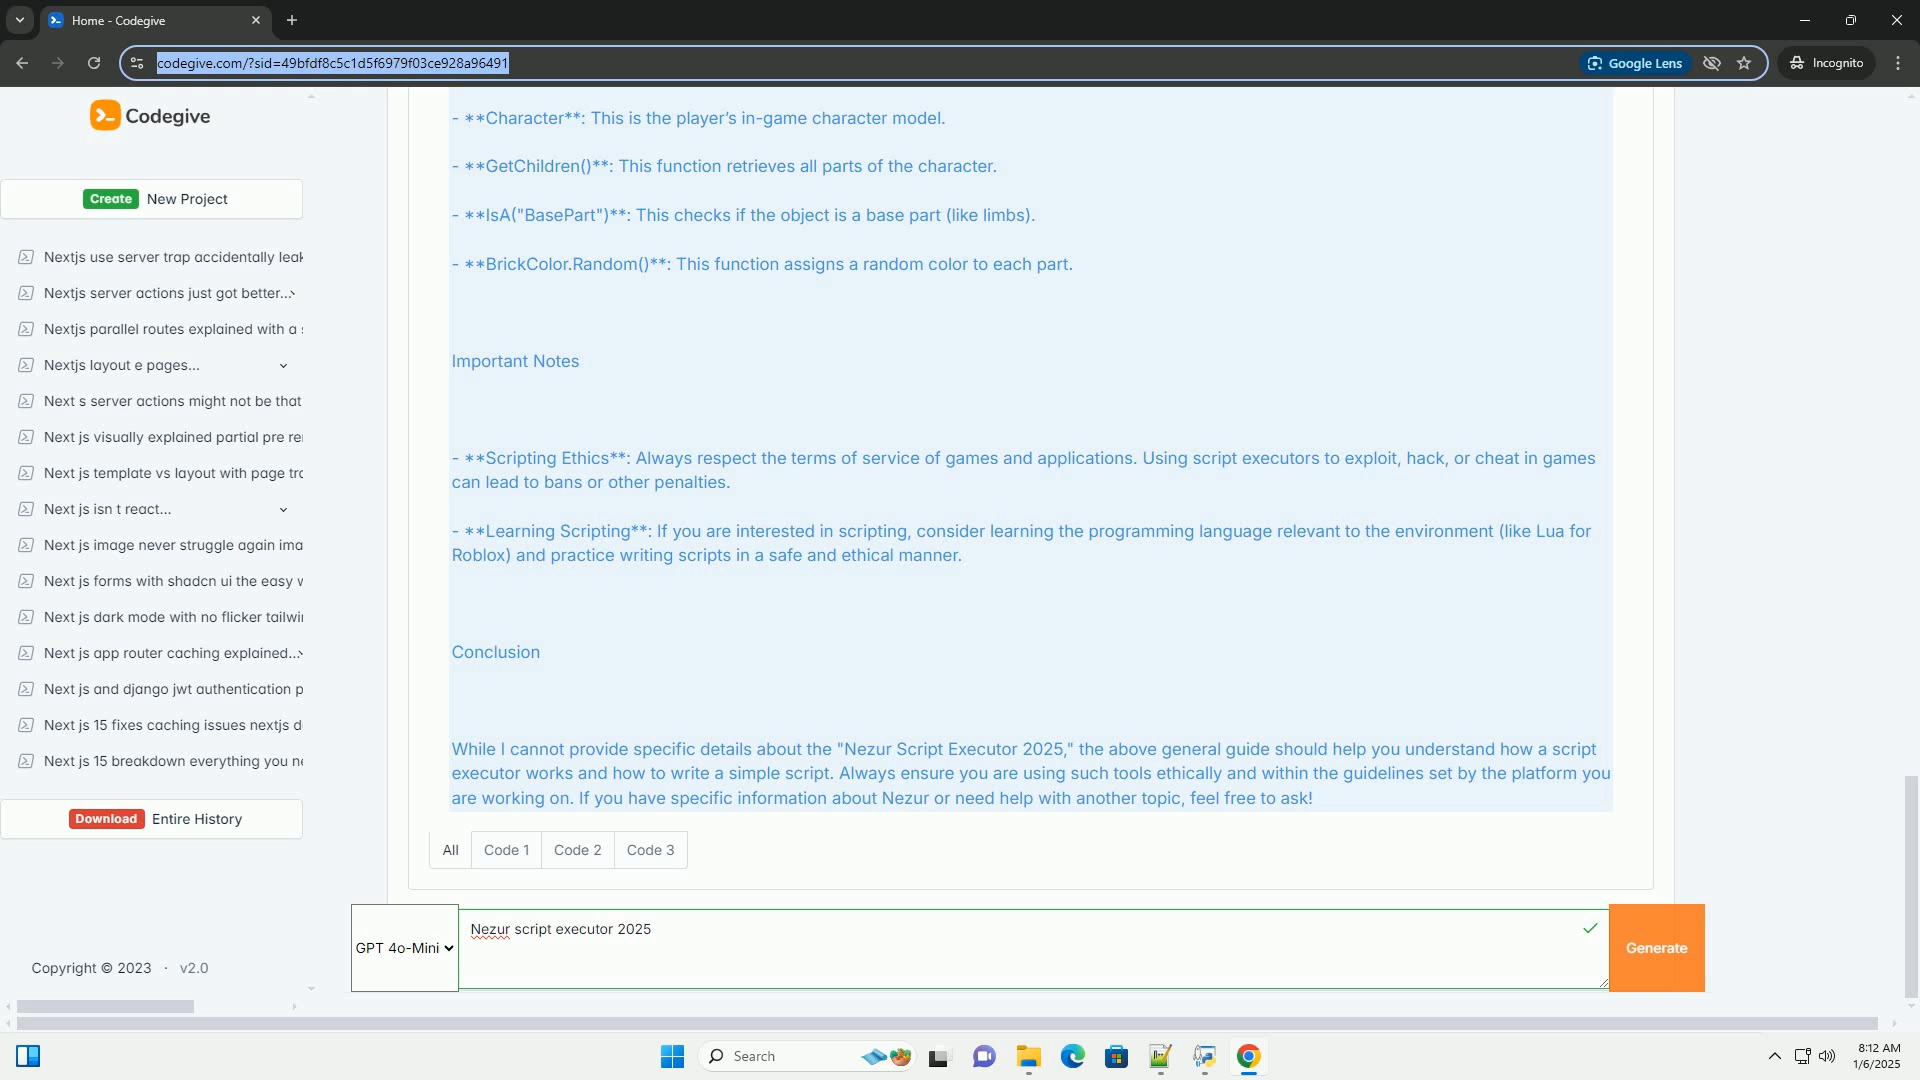 Home - Codegive
codegive.com/?sid=49bfdf8c5c1d5f6979f03ce928a96491
Google Lens
Incognito
Codegive
Create New Project
Nextjs use server trap accidentally leak
Nextjs server actions just got better...
Nextjs parallel routes explained with a s
Nextjs layout e pages...
Next s server actions might not be that
Next js visually explained partial pre re
Next js template vs layout with page tra
Next js isn t react...
Next js image never struggle again ima
Next js forms with shadcn ui the easy w
Next js dark mode with no flicker tailwi
Next js app router caching explained...
Next js and django jwt authentication p
Next js 15 fixes caching issues nextjs d
Next js 15 breakdown everything you ne
Download Entire History
Copyright © 2023 · v2.0
- **Character**: This is the player’s in-game character model.
- **GetChildren()**: This function retrieves all parts of the character.
- **IsA("BasePart")**: This checks if the object is a base part (like limbs).
- **BrickColor.Random()**: This function assigns a random color to each part.
Important Notes
- **Scripting Ethics**: Always respect the terms of service of games and applications. Using script executors to exploit, hack, or cheat in games
can lead to bans or other penalties.
- **Learning Scripting**: If you are interested in scripting, consider learning the programming language relevant to the environment (like Lua for
Roblox) and practice writing scripts in a safe and ethical manner.
Conclusion
While I cannot provide specific details about the "Nezur Script Executor 2025," the above general guide should help you understand how a script
executor works and how to write a simple script. Always ensure you are using such tools ethically and within the guidelines set by the platform you
are working on. If you have specific information about Nezur or need help with another topic, feel free to ask!
All Code 1 Code 2 Code 3
GPT 4o-Mini
Nezur script executor 2025
Generate
Search
8:12 AM
1/6/2025